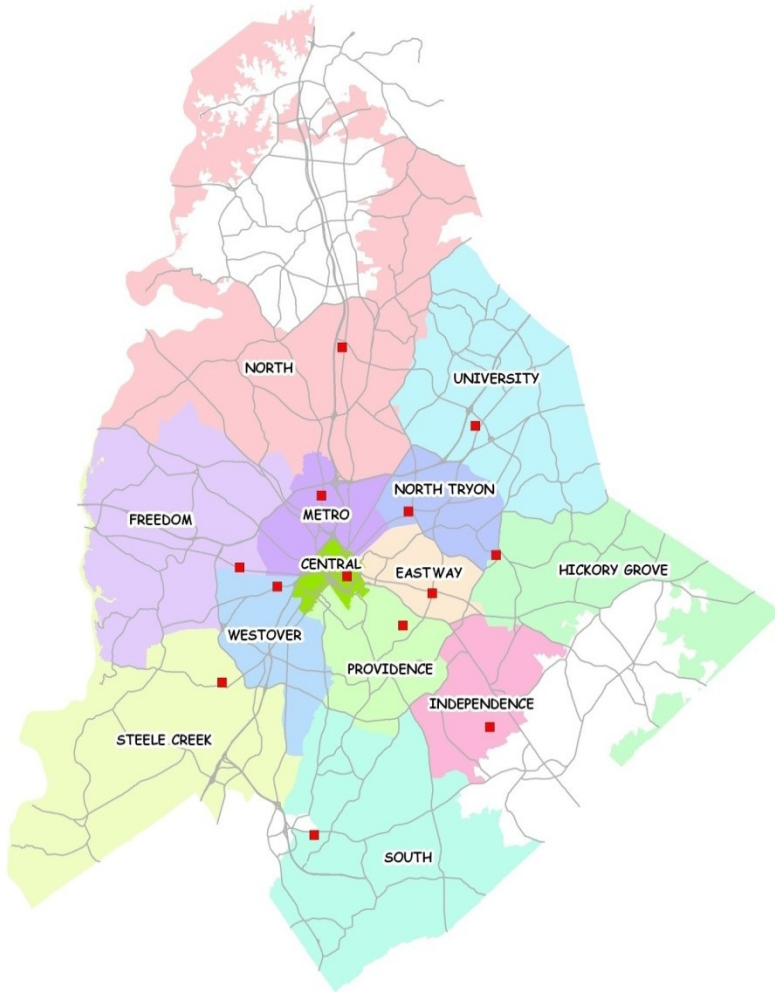 NORTH
UNIVERSITY
NORTH TRYON
FREEDOM
METRO
CENTRAL
EASTWAY
HICKORY GROVE
WESTOVER
PROVIDENCE
INDEPENDENCE
STEELE CREEK
SOUTH